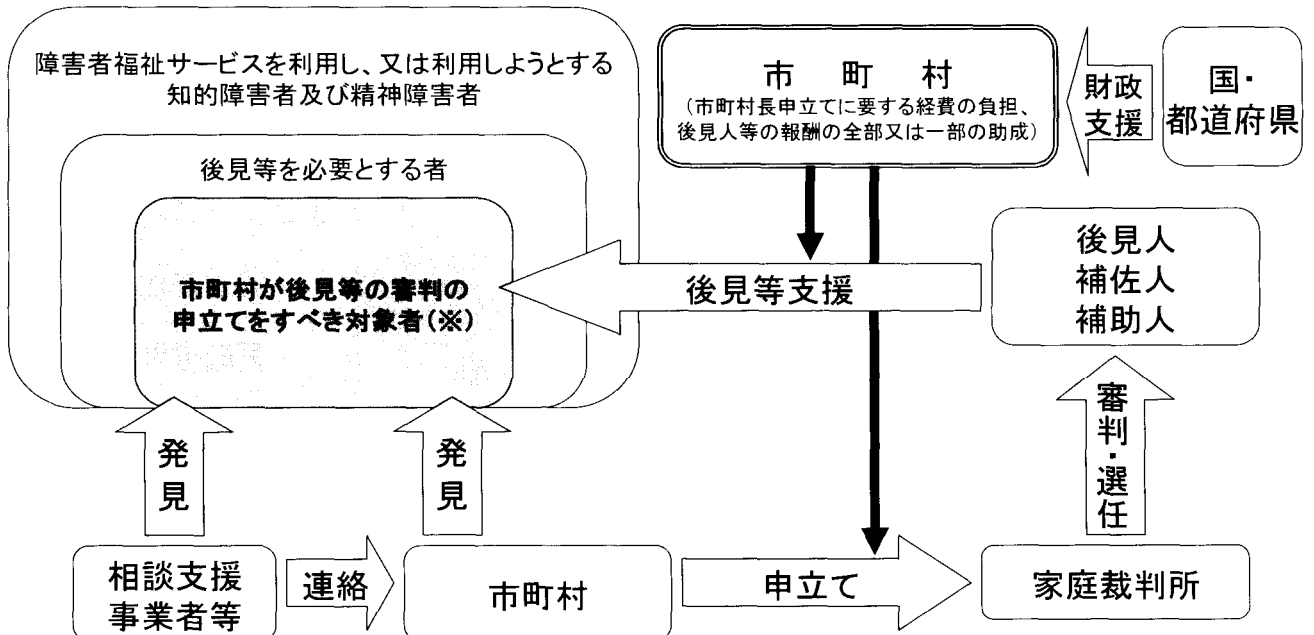 障害者福祉サービスを利用し、又は利用しようとする
知的障害者及び精神障害者
後見等を必要とする者
市町村が後見等の審判の
申立てをすべき対象者(※)
市町村
(市町村長申立てに要する経費の負担、
後見人等の報酬の全部又は一部の助成)
財政
支援
国・
都道府県
後見等支援
後見人
補佐人
補助人
審判・選任
発見
発見
相談支援
事業者等
連絡
市町村
申立て
家庭裁判所